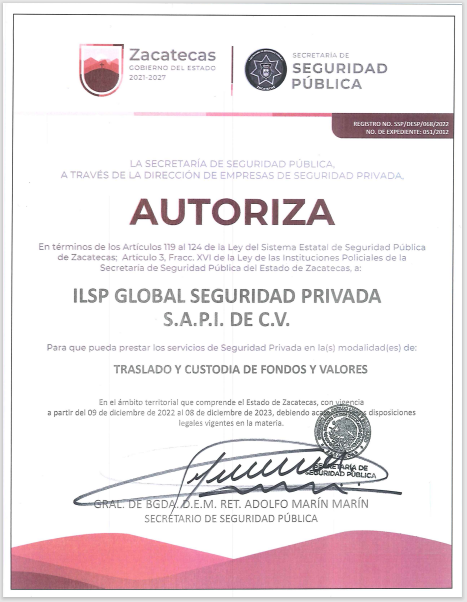 Zacatecas
GOBIERNO DEL ESTADO
2021-2027
SECRETARÍA DE
SEGURIDAD
PÚBLICA
REGISTRO NO. SSP/DESP/068/2022
NO. DE EXPEDIENTE: 051/2012
LA SECRETARÍA DE SEGURIDAD PÚBLICA,
A TRAVÉS DE LA DIRECCIÓN DE EMPRESAS DE SEGURIDAD PRIVADA,
AUTORIZA
En términos de los Artículos 119 al 124 de la Ley del Sistema Estatal de Seguridad Pública
de Zacatecas; Artículo 3, Fracc. XVI de la Ley de las Instituciones Policiales de la
Secretaría de Seguridad Pública del Estado de Zacatecas, a:
ILSP GLOBAL SEGURIDAD PRIVADA
S.A.P.I. DE C.V.
Para que pueda prestar los servicios de Seguridad Privada en la(s) modalidad(es) de:
TRASLADO Y CUSTODIA DE FONDOS Y VALORES
En el ámbito territorial que comprende el Estado de Zacatecas, con vigencia
a partir del 09 de diciembre de 2022 al 08 de diciembre de 2023, debiendo disposiciones
legales vigentes en la materia.
SECRETARÍA DE
SEGURIDAD PÚBLICA
GRAL. DE BGDA. D.E.M. RET. ADOLFO MARÍN MARÍN
SECRETARIO DE SEGURIDAD PÚBLICA